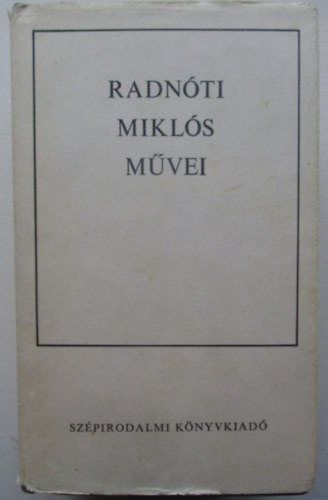 RADNÓTI
MIKLÓS
MŰVEI
SZÉPIRODALMI KÖNYVKIADÓ